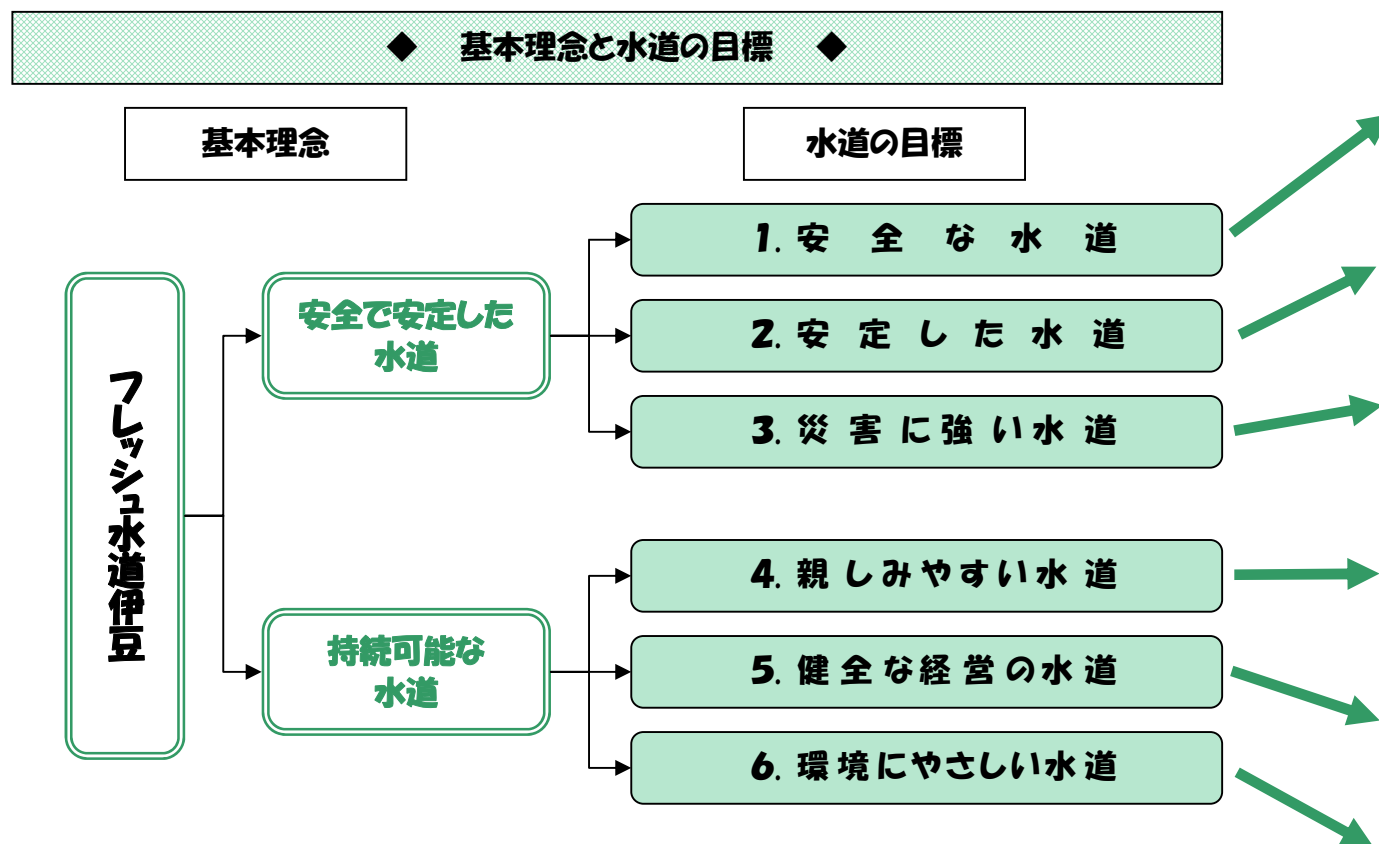 ◆ 基本理念と水道の目標 ◆
基本理念
水道の目標
フレッシュ水道伊豆
安全で安定した
水道
1. 安全な水道
2. 安定した水道
3. 災害に強い水道
持続可能な
水道
4. 親しみやすい水道
5. 健全な経営の水道
6. 環境にやさしい水道